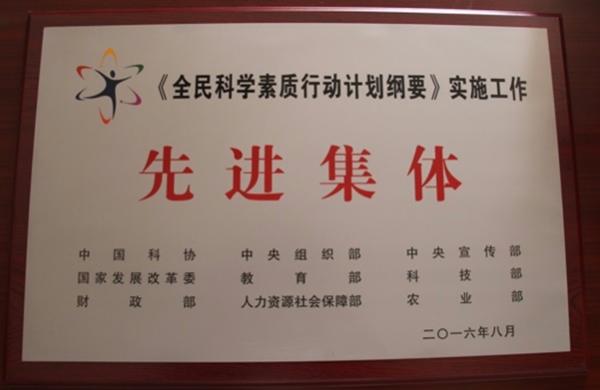 《全民科学素质行动计划纲要》实施工作
先进集体
中国科协 中央组织部 中央宣传部
国家发展改革委 教育部 科技部
财政部 人力资源社会保障部 农业部
二〇一六年八月